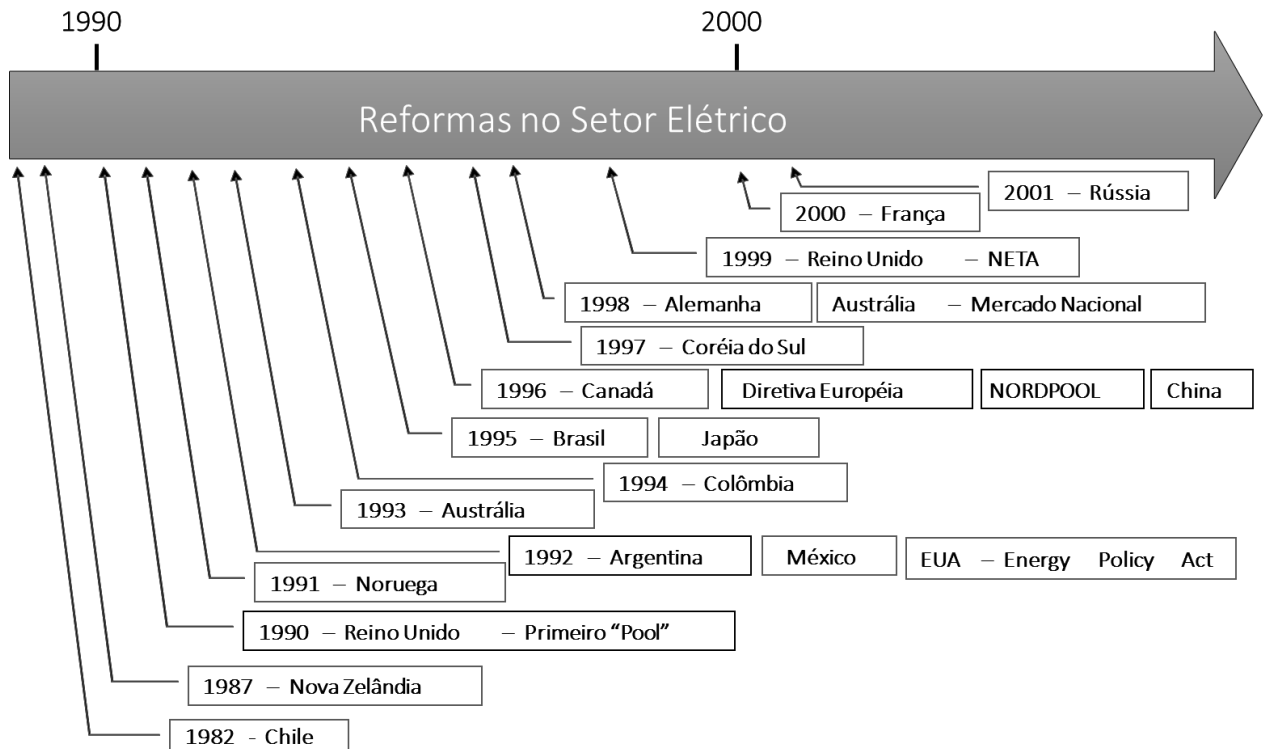 1990 2000
Reformas no Setor Elétrico
2001 – Rússia
2000 – França
1999 – Reino Unido – NETA
1998 – Alemanha Austrália – Mercado Nacional
1997 – Coréia do Sul
1996 – Canadá Diretiva Européia NORDPOOL China
1995 – Brasil Japão
1994 – Colômbia
1993 – Austrália
1992 – Argentina México EUA – Energy Policy Act
1991 – Noruega
1990 – Reino Unido – Primeiro “Pool”
1987 – Nova Zelândia
1982 - Chile